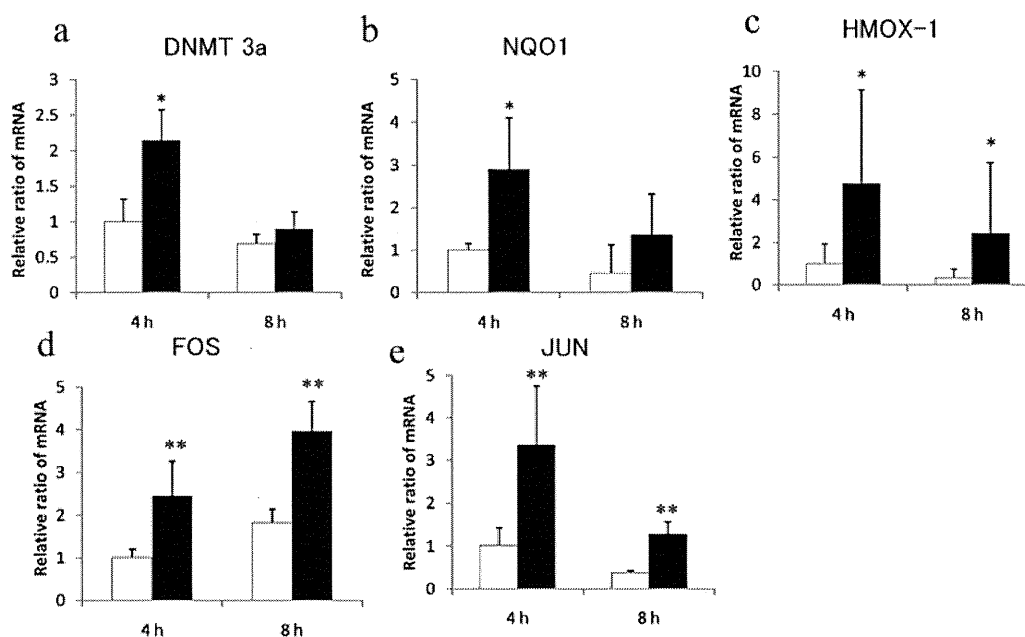 a
DNMT 3a
Relative ratio of mRNA
3
2.5
2
1.5
1
0.5
0
*
4 h
8 h
b
NQO1
Relative ratio of mRNA
5
4
3
2
1
0
*
4 h
8 h
c
HMOX-1
Relative ratio of mRNA
10
8
6
4
2
0
*
*
4 h
8 h
d
FOS
Relative ratio of mRNA
5
4
3
2
1
0
**
**
4 h
8 h
e
JUN
Relative ratio of mRNA
5
4
3
2
1
0
**
**
4 h
8 h